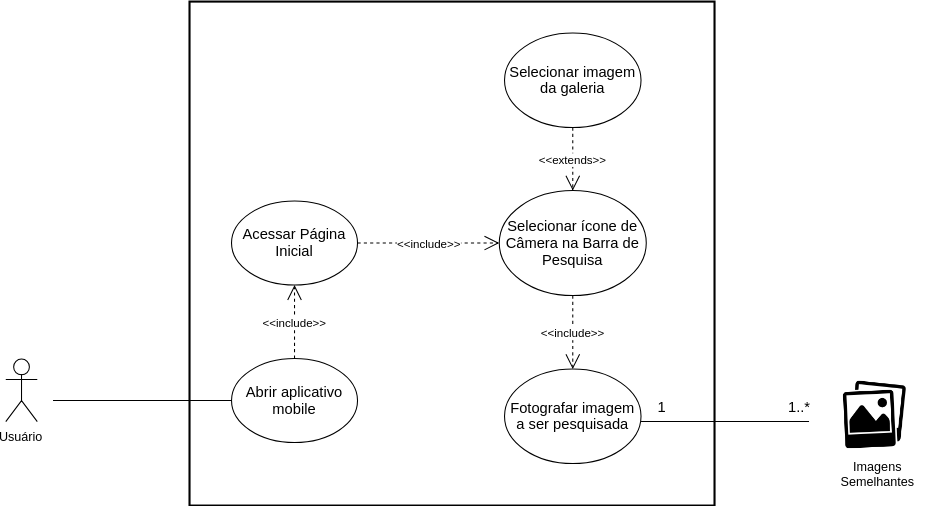 Selecionar imagem
da galeria
<<extends>>
Acessar Página
Inicial
<<include>>
Selecionar ícone de
Câmera na Barra de
Pesquisa
<<include>>
<<include>>
Usuário
Abrir aplicativo
mobile
Fotografar imagem
a ser pesquisada
1
1..*
Imagens
Semelhantes